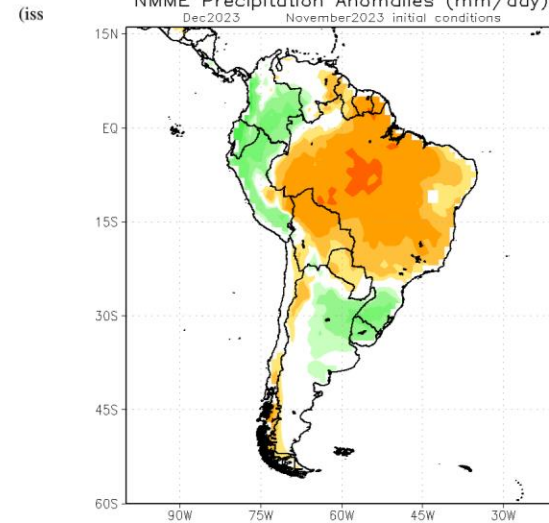 (iss
NMME Precipitation Anomalies (mm/day)
Dec2023 November2023 initial conditions
15N
EQ
15S
30S
45S
60S
90W 75W 60W 45W 30W